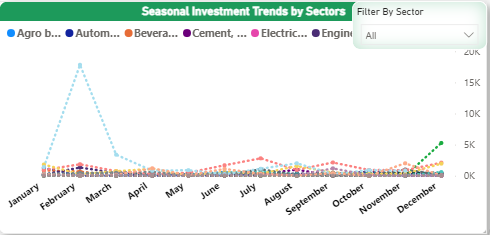 Seasonal Investment Trends by Sectors
Filter By Sector
All
Agro b... Autom... Bevera... Cement, ... Electric... Engine
20K
15K
10K
5K
0K
January February March April May June July August September October November December